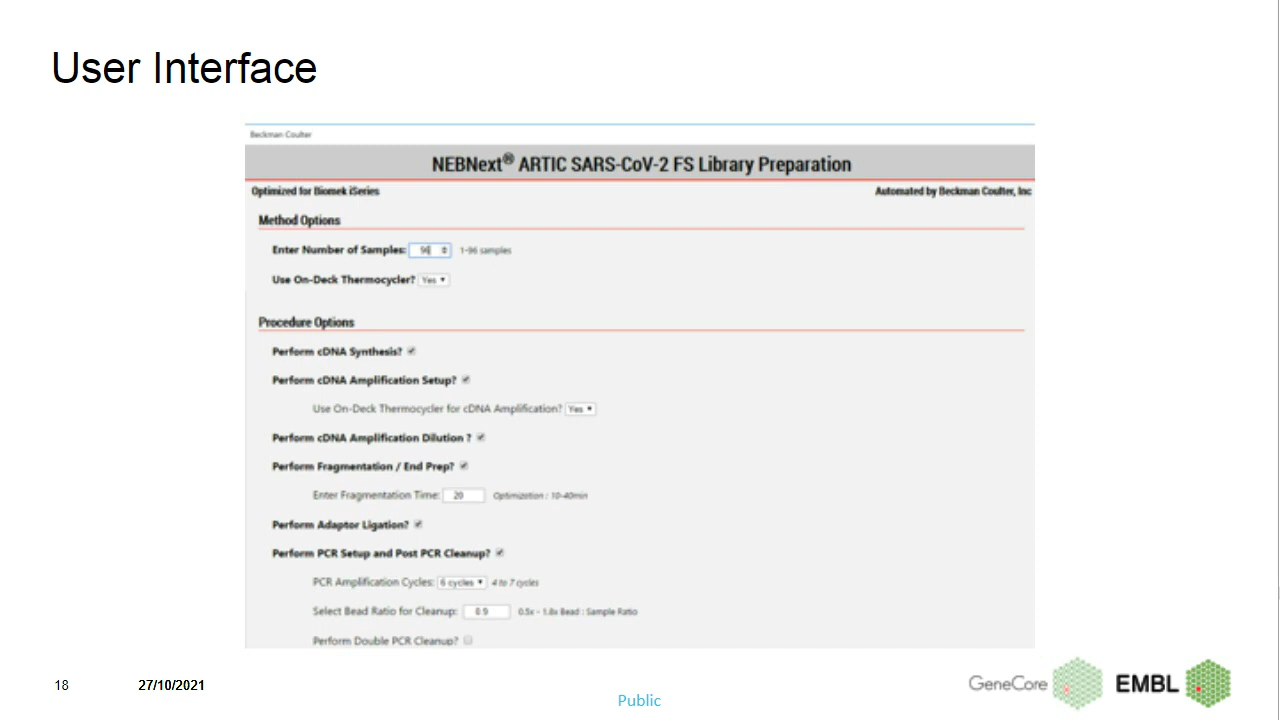 User Interface
Beckman Coulter
NEBNext® ARTIC SARS-CoV-2 FS Library Preparation
Optimized for Biomek iSeries Automated by Beckman Coulter, Inc
Method Options
Enter Number of Samples: 96 1-96 samples
Use On-Deck Thermocycler? Yes
Procedure Options
Perform cDNA Synthesis?
Perform cDNA Amplification Setup?
Use On-Deck Thermocycler for cDNA Amplification? Yes
Perform cDNA Amplification Dilution ?
Perform Fragmentation / End Prep?
Enter Fragmentation Time: 20 Optimization : 10-40min
Perform Adaptor Ligation?
Perform PCR Setup and Post PCR Cleanup?
PCR Amplification Cycles: 6 cycles 4 to 7 cycles
Select Bead Ratio for Cleanup: 0.9 0.5x - 1.8x Bead : Sample Ratio
Perform Double PCR Cleanup?
18 27/10/2021
Public
GeneCore EMBL